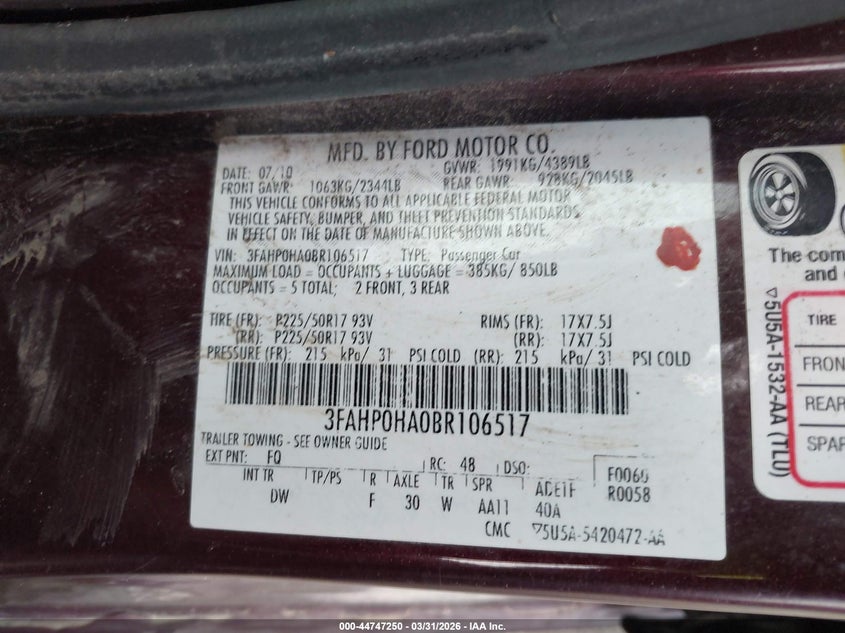 MFD. BY FORD MOTOR CO.
DATE: 07/10 GVWR: 1991KG/4389LB
FRONT GAWR: 1063KG/2344LB REAR GAWR: 928KG/2045LB
THIS VEHICLE CONFORMS TO ALL APPLICABLE FEDERAL MOTOR
VEHICLE SAFETY, BUMPER, AND THEFT PREVENTION STANDARDS
IN EFFECT ON THE DATE OF MANUFACTURE SHOWN ABOVE.
VIN: 3FAHP0HA0BR106517 TYPE: Passenger Car
MAXIMUM LOAD = OCCUPANTS + LUGGAGE = 385KG/ 850LB
OCCUPANTS = 5 TOTAL; 2 FRONT, 3 REAR
TIRE (FR): P225/50R17 93V RIMS (FR): 17X7.5J
(RR): P225/50R17 93V (RR): 17X7.5J
PRESSURE (FR): 215 kPa/ 31 PSI COLD (RR): 215 kPa/ 31 PSI COLD
3FAHP0HA0BR106517
TRAILER TOWING - SEE OWNER GUIDE
EXT PNT: FQ RC: 48 DSO: F0060
INT TR TP/PS R AXLE TR SPR ADE1F R0058
DW F 30 W AA11 40A
CMC ▽5U5A-5420472-AA
The com
and
▽5U5A-1532-AA (TLU)
TIRE
FRON
REAR
SPAR
000-44747250 - 03/31/2026 - IAA Inc.